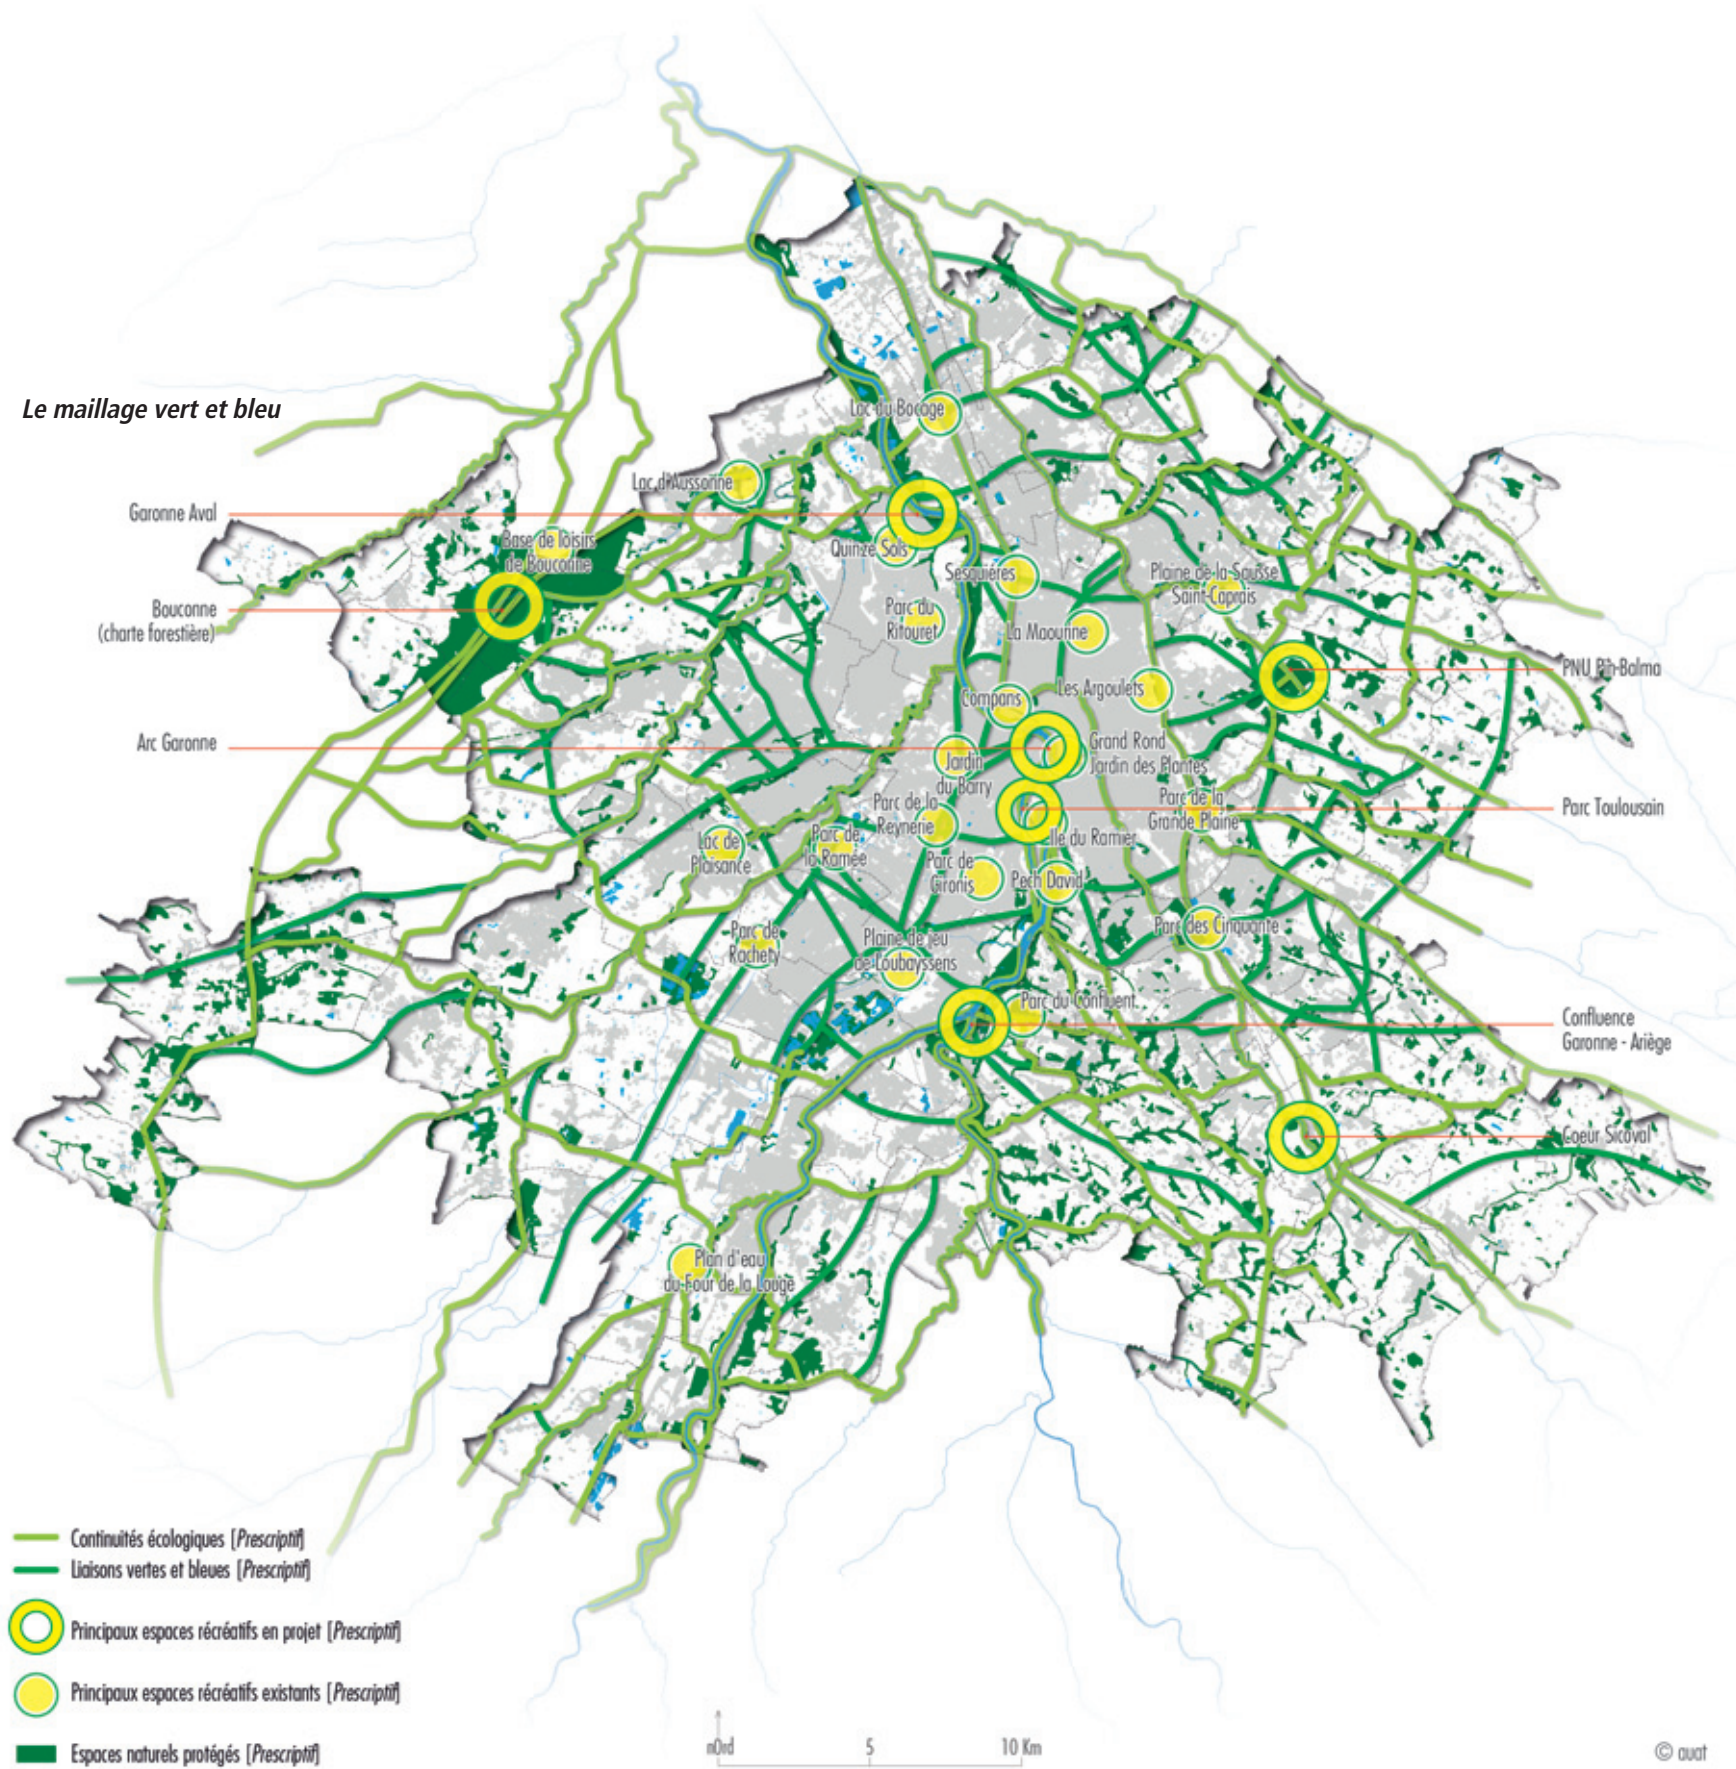 Le maillage vert et bleu
Lac du Bocage
Lac d'Aussonne
Garonne Aval
Base de loisirs
de Bouconne
Quinze Sols
Sesquières
Plaine de la Sausse
Saint-Caprais
Bouconne
(charte forestière)
Parc du
Ritouret
La Maourine
PNU Pin-Balma
Compans
Les Argoulets
Arc Garonne
Grand Rond
Jardin des Plantes
Jardin
du Barry
Parc de la
Reynerie
Parc de la
Grande Plaine
Parc Toulousain
Lac de
Plaisance
Parc de
la Ramée
Ile du Ramier
Parc de
Gironis
Pech David
Parc des Cinquante
Parc de
Rachety
Plaine de jeu
de Loubayssens
Parc du Confluent
Confluence
Garonne - Ariège
Coeur Sicoval
Plan d'eau
du Four de la Louge
Continuités écologiques [Prescriptif]
Liaisons vertes et bleues [Prescriptif]
Principaux espaces récréatifs en projet [Prescriptif]
Principaux espaces récréatifs existants [Prescriptif]
Espaces naturels protégés [Prescriptif]
n0rd 5 10 Km
© auat